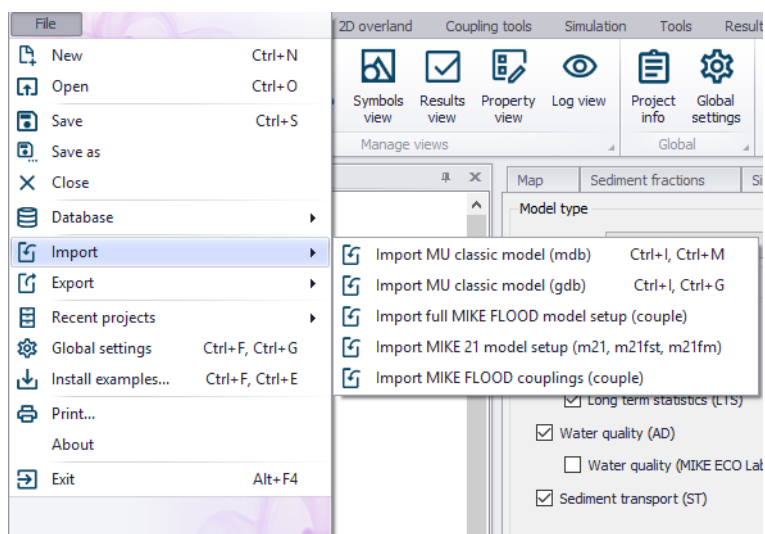 File
2D overland
Coupling tools
Simulation
Tools
New Ctrl+N
Open Ctrl+O
Save Ctrl+S
Save as
Close
Database
Import
Export
Recent projects
Global settings Ctrl+F, Ctrl+G
Install examples... Ctrl+F, Ctrl+E
Print...
About
Exit Alt+F4
Symbols
view
Results
view
Property
view
Log view
Project
info
Global
settings
Manage views
Global
Map
Sediment fractions
Model type
Import MU classic model (mdb) Ctrl+I, Ctrl+M
Import MU classic model (gdb) Ctrl+I, Ctrl+G
Import full MIKE FLOOD model setup (couple)
Import MIKE 21 model setup (m21, m21fst, m21fm)
Import MIKE FLOOD couplings (couple)
Long term statistics (LTS)
Water quality (AD)
Water quality (MIKE ECO Lab
Sediment transport (ST)